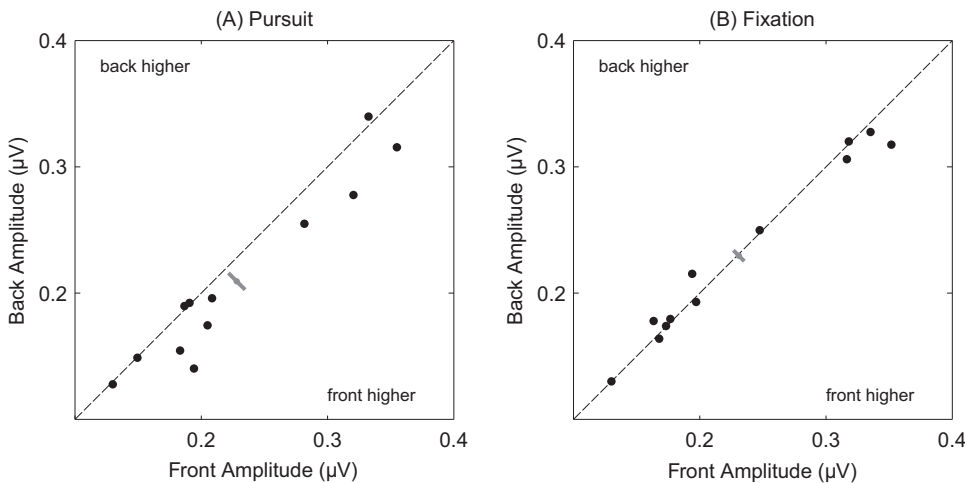 (A) Pursuit
0.4
back higher
0.3
Back Amplitude (µV)
0.2
front higher
0.2
0.3
0.4
Front Amplitude (µV)
(B) Fixation
0.4
back higher
0.3
Back Amplitude (µV)
0.2
front higher
0.2
0.3
0.4
Front Amplitude (µV)